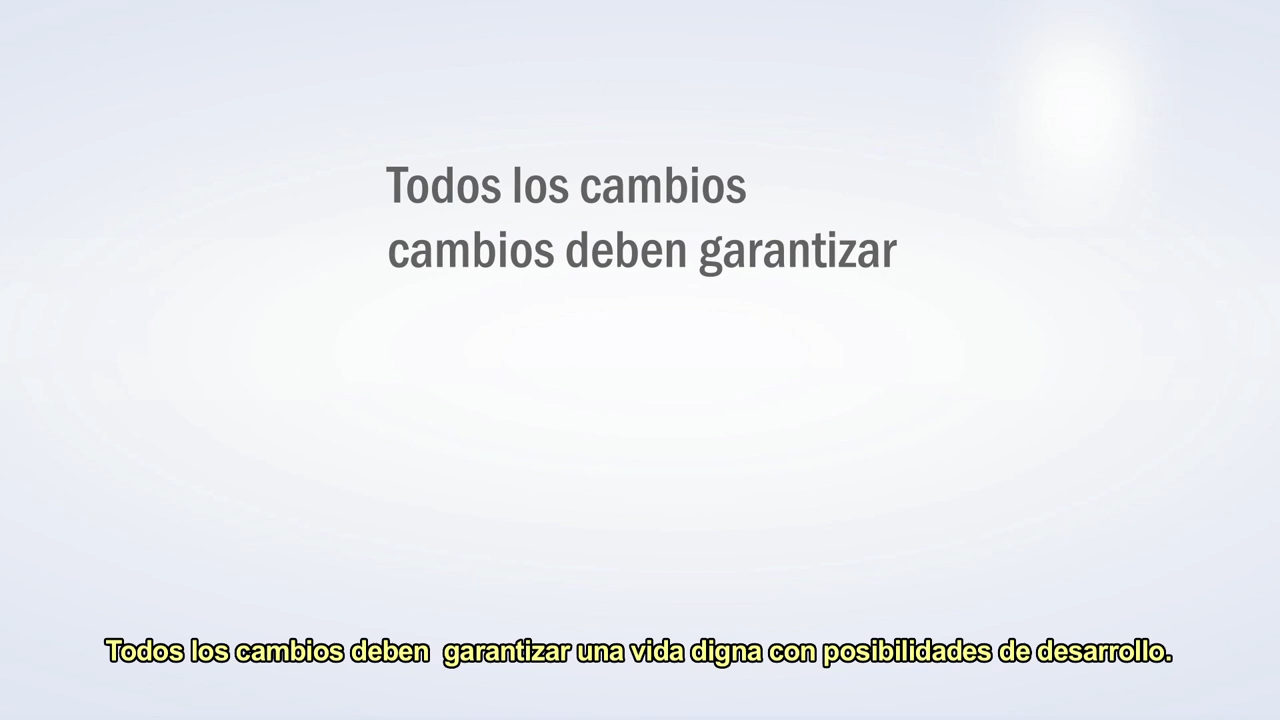 Todos los cambios
cambios deben garantizar
Todos los cambios deben  garantizar una vida digna con posibilidades de desarrollo.